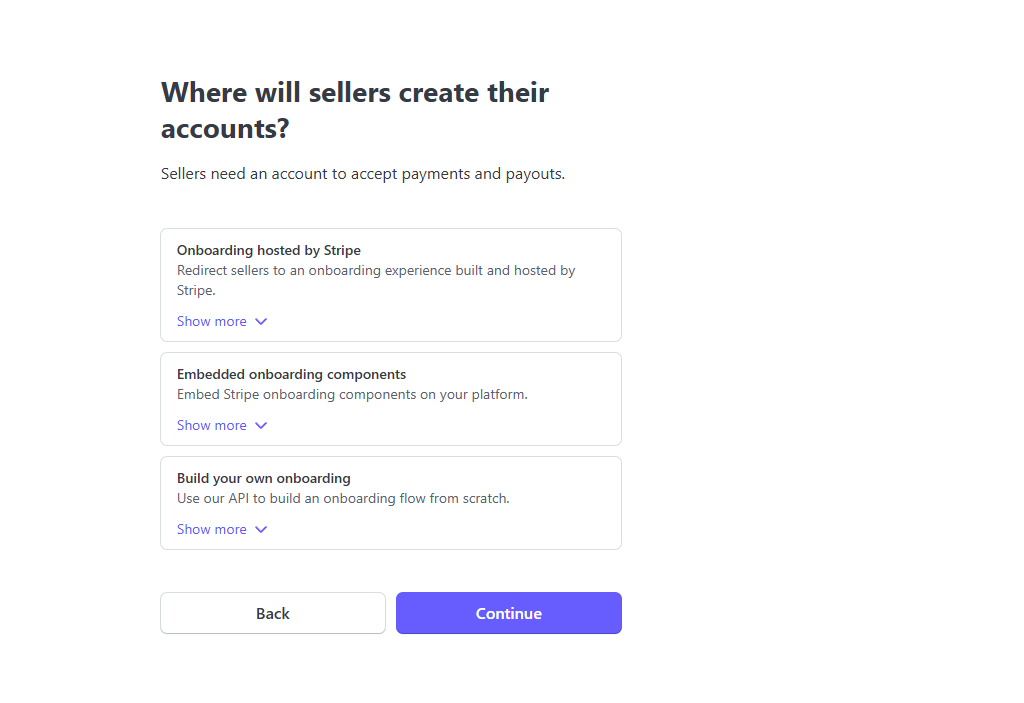 Where will sellers create their
accounts?
Sellers need an account to accept payments and payouts.
Onboarding hosted by Stripe
Redirect sellers to an onboarding experience built and hosted by
Stripe.
Show more
Embedded onboarding components
Embed Stripe onboarding components on your platform.
Show more
Build your own onboarding
Use our API to build an onboarding flow from scratch.
Show more
Back
Continue